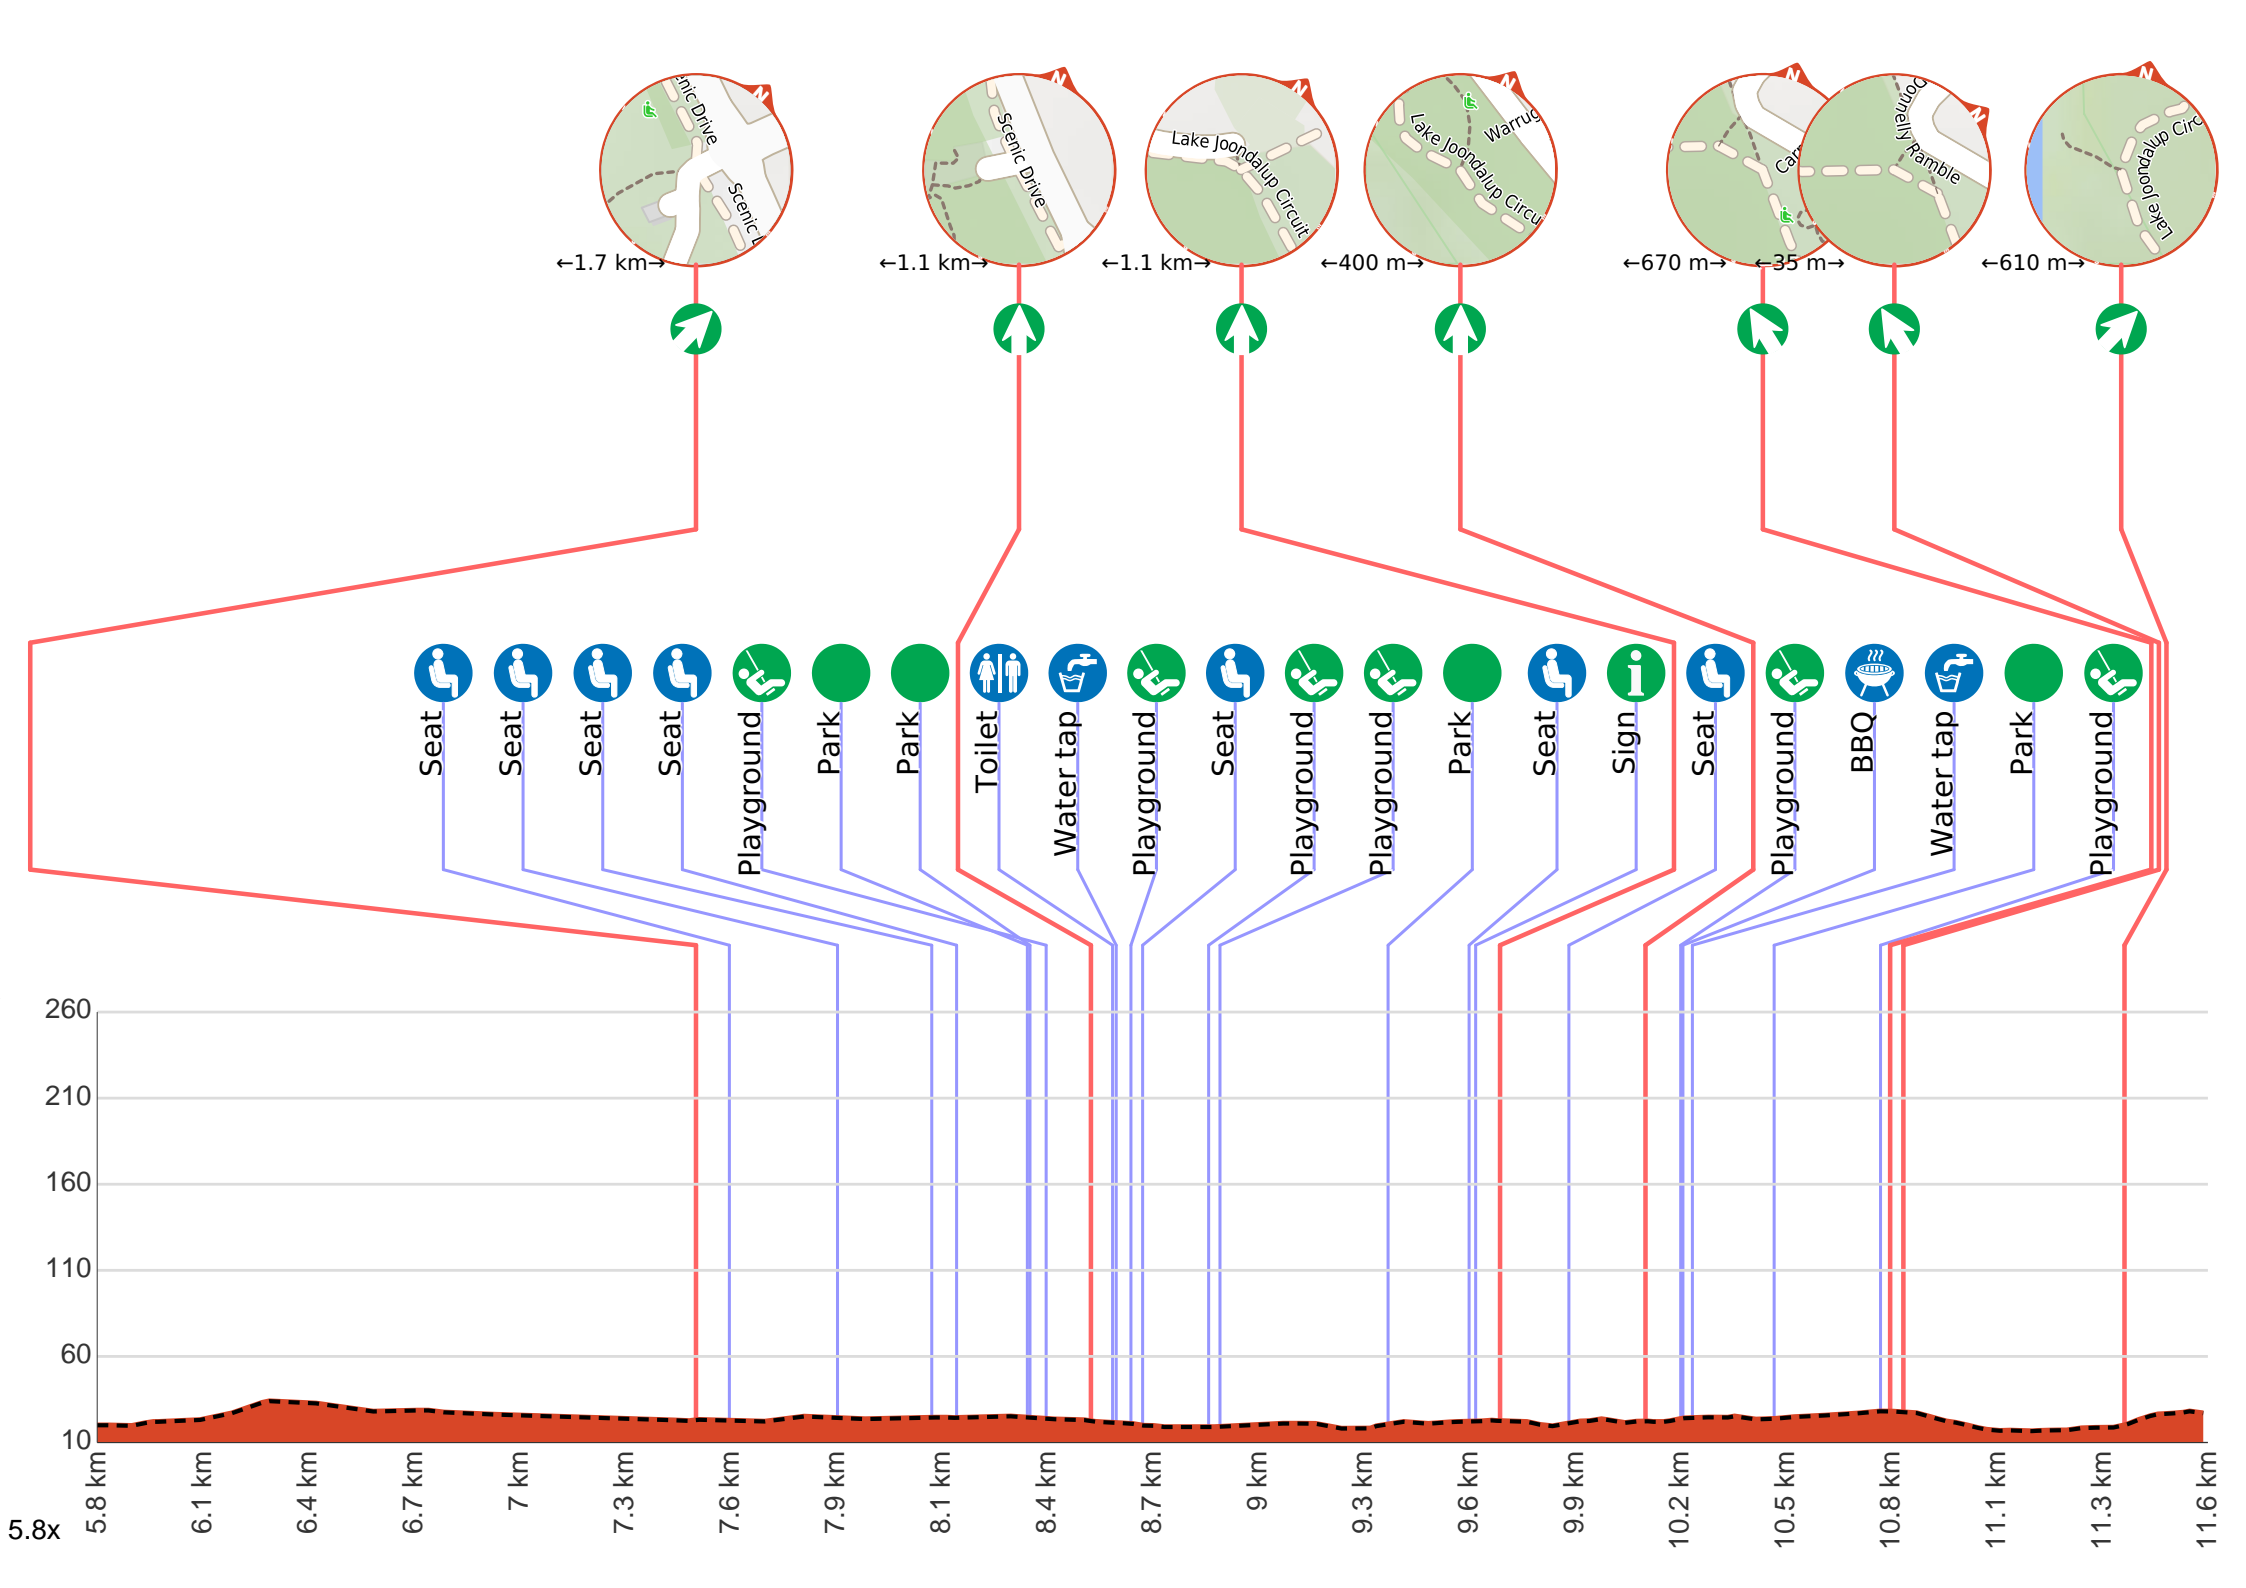 N
N
N
N
N
N
N
enic Drive
Scenic D
Scenic Drive
Lake Joondalup Circuit
Warrug
Lake Joondalup Circu
Carr
Donnelly Ramble
Lake Joondalup Circ
←1.7 km→
←1.1 km→
←1.1 km→
←400 m→
←670 m→
←35 m→
←610 m→
Seat
Seat
Seat
Seat
Playground
Park
Park
Toilet
Water tap
Playground
Seat
Playground
Playground
Park
Seat
Sign
Seat
Playground
BBQ
Water tap
Park
Playground
260
210
160
110
60
10
5.8 km
6.1 km
6.4 km
6.7 km
7 km
7.3 km
7.6 km
7.9 km
8.1 km
8.4 km
8.7 km
9 km
9.3 km
9.6 km
9.9 km
10.2 km
10.5 km
10.8 km
11.1 km
11.3 km
11.6 km
5.8x